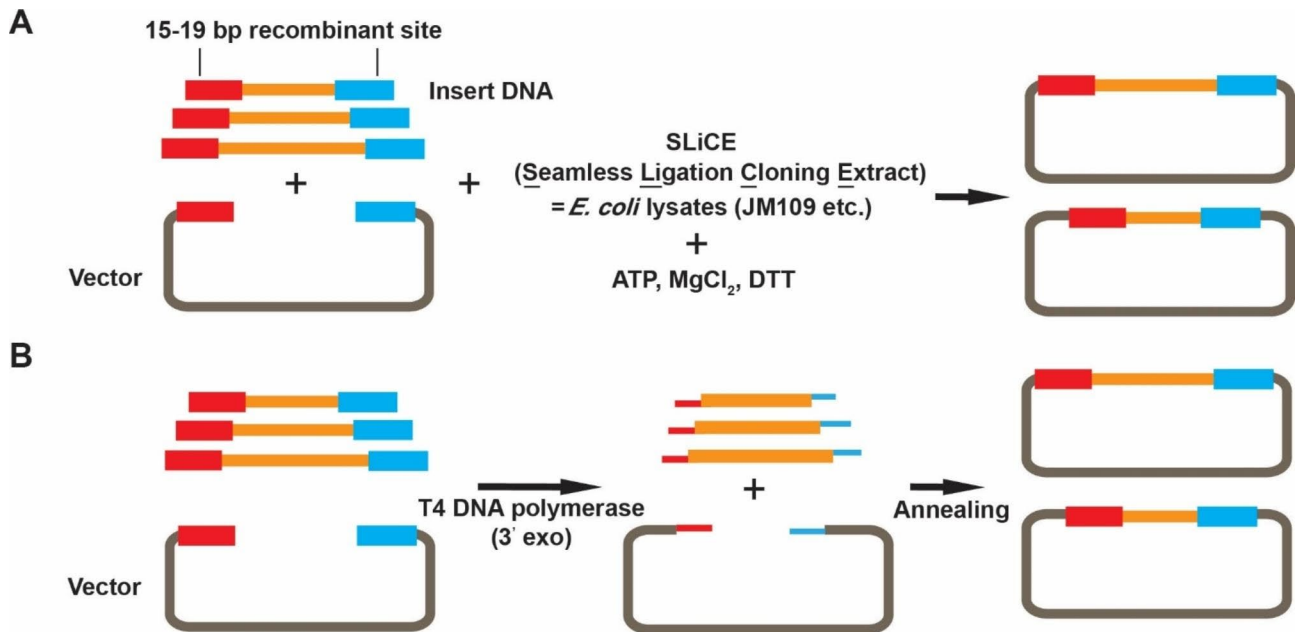 A
15-19 bp recombinant site
Insert DNA
+
+
SLiCE
(Seamless Ligation Cloning Extract)
= E. coli lysates (JM109 etc.)
+
ATP, MgCl₂, DTT
Vector
B
T4 DNA polymerase
(3' exo)
+
Annealing
Vector